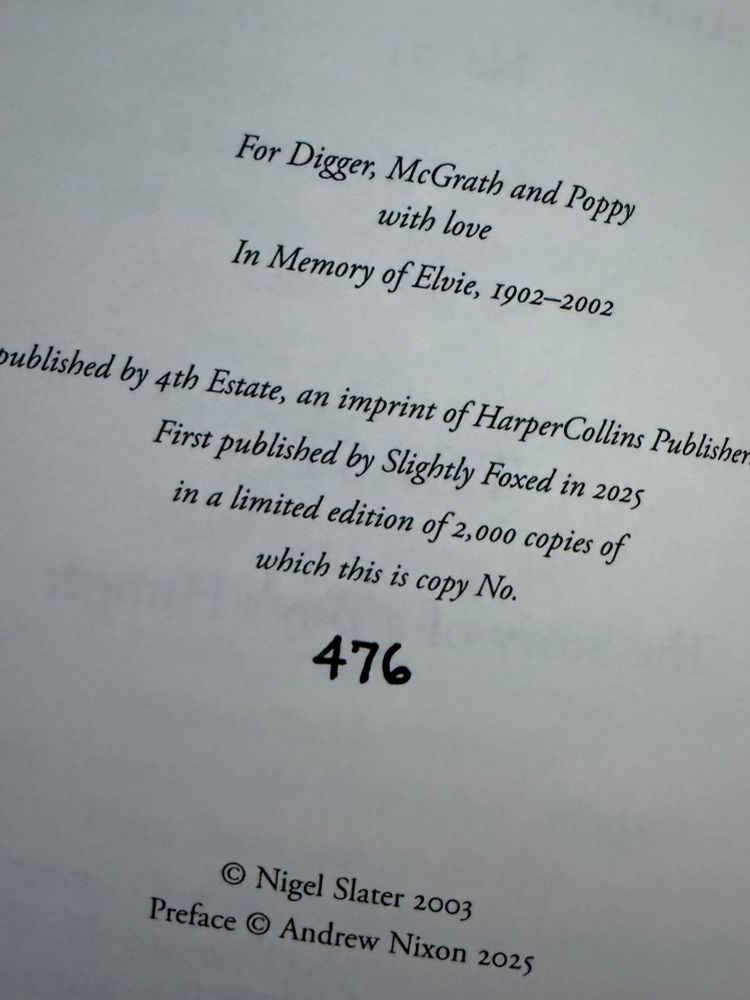 For Digger, McGrath and Poppy
with love
In Memory of Elvie, 1902–2002
published by 4th Estate, an imprint of HarperCollins Publishers
First published by Slightly Foxed in 2025
in a limited edition of 2,000 copies of
which this is copy No.
476
© Nigel Slater 2003
Preface © Andrew Nixon 2025